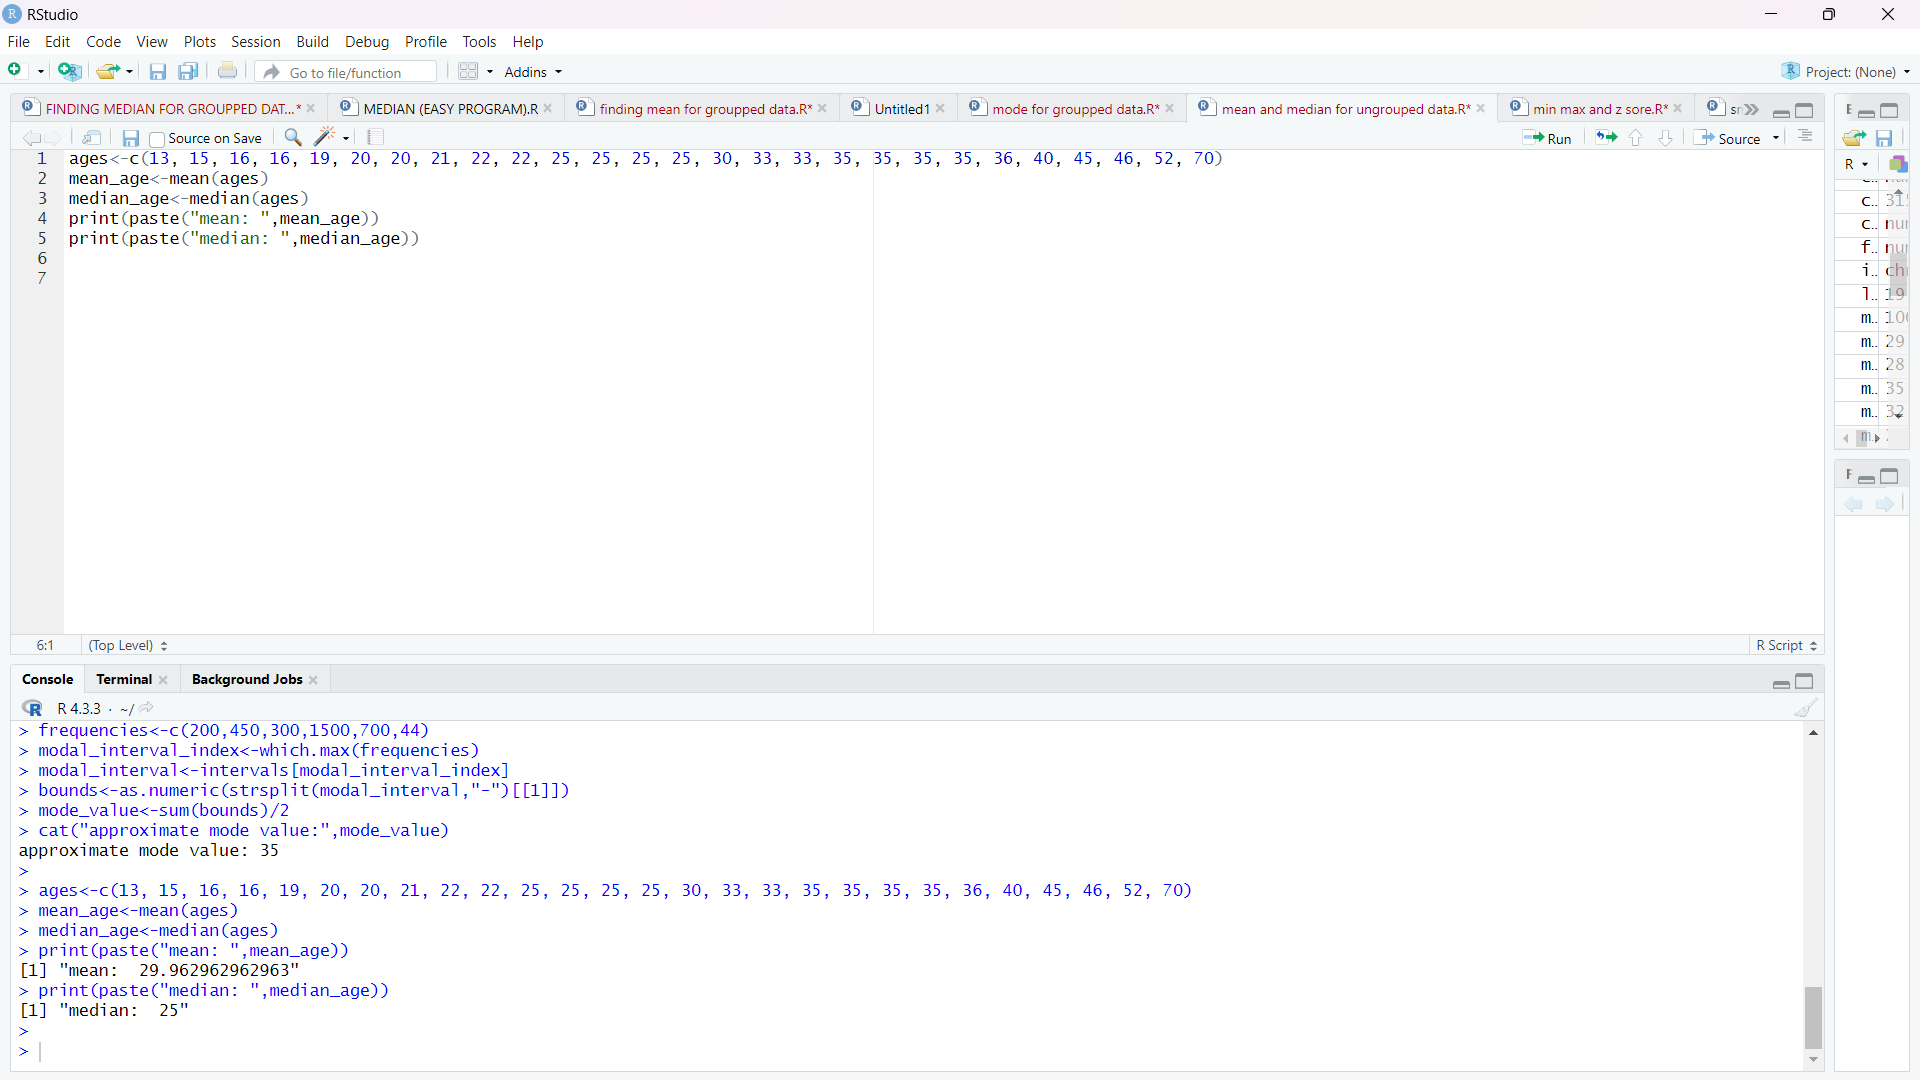 RStudio
File Edit Code View Plots Session Build Debug Profile Tools Help
Go to file/function Addins Project: (None)
FINDING MEDIAN FOR GROUPPED DAT...* MEDIAN (EASY PROGRAM).R finding mean for groupped data.R* Untitled1 mode for groupped data.R* mean and median for ungrouped data.R* min max and z sore.R*
Source on Save Run Source
1 ages<-c(13, 15, 16, 16, 19, 20, 20, 21, 22, 22, 25, 25, 25, 25, 30, 33, 33, 35, 35, 35, 35, 36, 40, 45, 46, 52, 70)
2 mean_age<-mean(ages)
3 median_age<-median(ages)
4 print(paste("mean: ",mean_age))
5 print(paste("median: ",median_age))
6
7
6:1 (Top Level) R Script
Console Terminal Background Jobs
R 4.3.3 · ~/
> frequencies<-c(200,450,300,1500,700,44)
> modal_interval_index<-which.max(frequencies)
> modal_interval<-intervals[modal_interval_index]
> bounds<-as.numeric(strsplit(modal_interval,"-")[[1]])
> mode_value<-sum(bounds)/2
> cat("approximate mode value:",mode_value)
approximate mode value: 35
>
> ages<-c(13, 15, 16, 16, 19, 20, 20, 21, 22, 22, 25, 25, 25, 25, 30, 33, 33, 35, 35, 35, 35, 36, 40, 45, 46, 52, 70)
> mean_age<-mean(ages)
> median_age<-median(ages)
> print(paste("mean: ",mean_age))
[1] "mean:  29.962962962963"
> print(paste("median: ",median_age))
[1] "median:  25"
>
>
R
c..
c..
f..
i..
l.. 19
m..
m.. 29
m.. 28
m.. 35
m.. 32